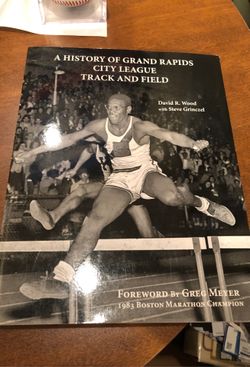 A HISTORY OF GRAND RAPIDS
CITY LEAGUE
TRACK AND FIELD
David R. Wood
with Steve Grinczel
FOREWORD BY GREG MEYER
1983 BOSTON MARATHON CHAMPION